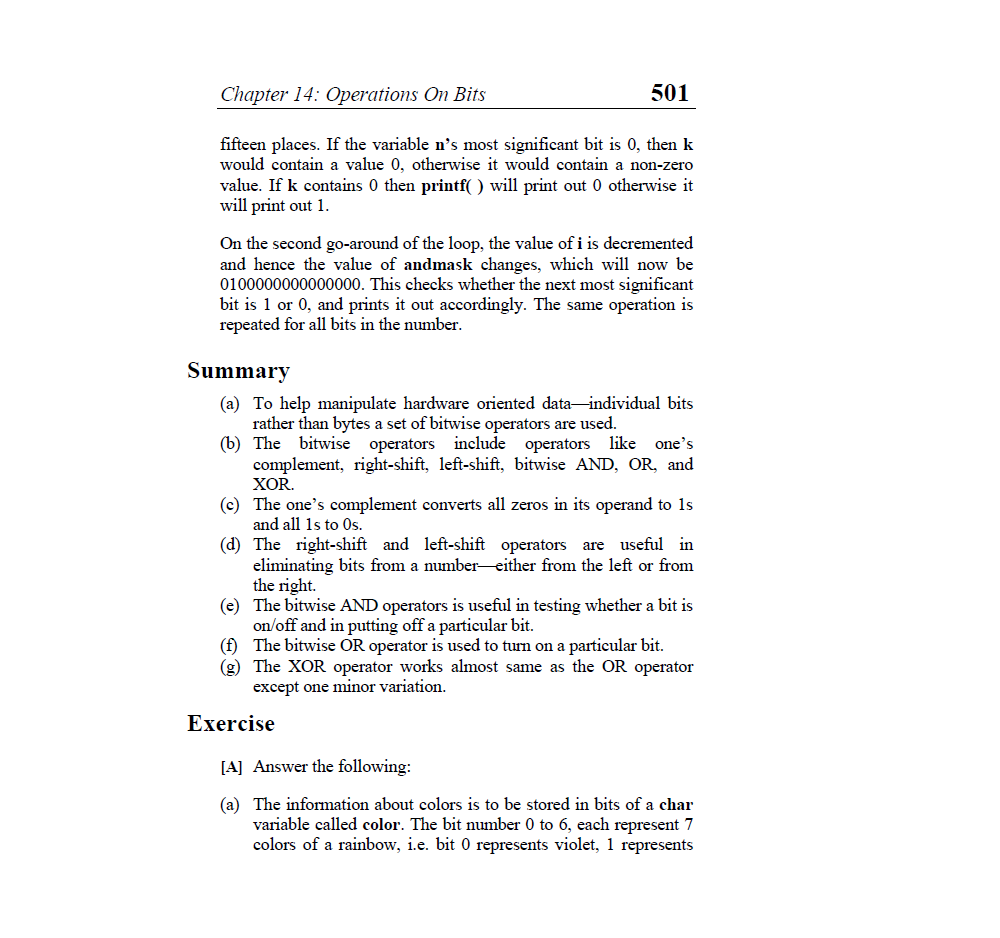 Chapter 14: Operations On Bits 501
fifteen places. If the variable n’s most significant bit is 0, then k
would contain a value 0, otherwise it would contain a non-zero
value. If k contains 0 then printf( ) will print out 0 otherwise it
will print out 1.
On the second go-around of the loop, the value of i is decremented
and hence the value of andmask changes, which will now be
0100000000000000. This checks whether the next most significant
bit is 1 or 0, and prints it out accordingly. The same operation is
repeated for all bits in the number.
Summary
(a) To help manipulate hardware oriented data—individual bits
rather than bytes a set of bitwise operators are used.
(b) The bitwise operators include operators like one’s
complement, right-shift, left-shift, bitwise AND, OR, and
XOR.
(c) The one’s complement converts all zeros in its operand to 1s
and all 1s to 0s.
(d) The right-shift and left-shift operators are useful in
eliminating bits from a number—either from the left or from
the right.
(e) The bitwise AND operators is useful in testing whether a bit is
on/off and in putting off a particular bit.
(f) The bitwise OR operator is used to turn on a particular bit.
(g) The XOR operator works almost same as the OR operator
except one minor variation.
Exercise
[A] Answer the following:
(a) The information about colors is to be stored in bits of a char
variable called color. The bit number 0 to 6, each represent 7
colors of a rainbow, i.e. bit 0 represents violet, 1 represents